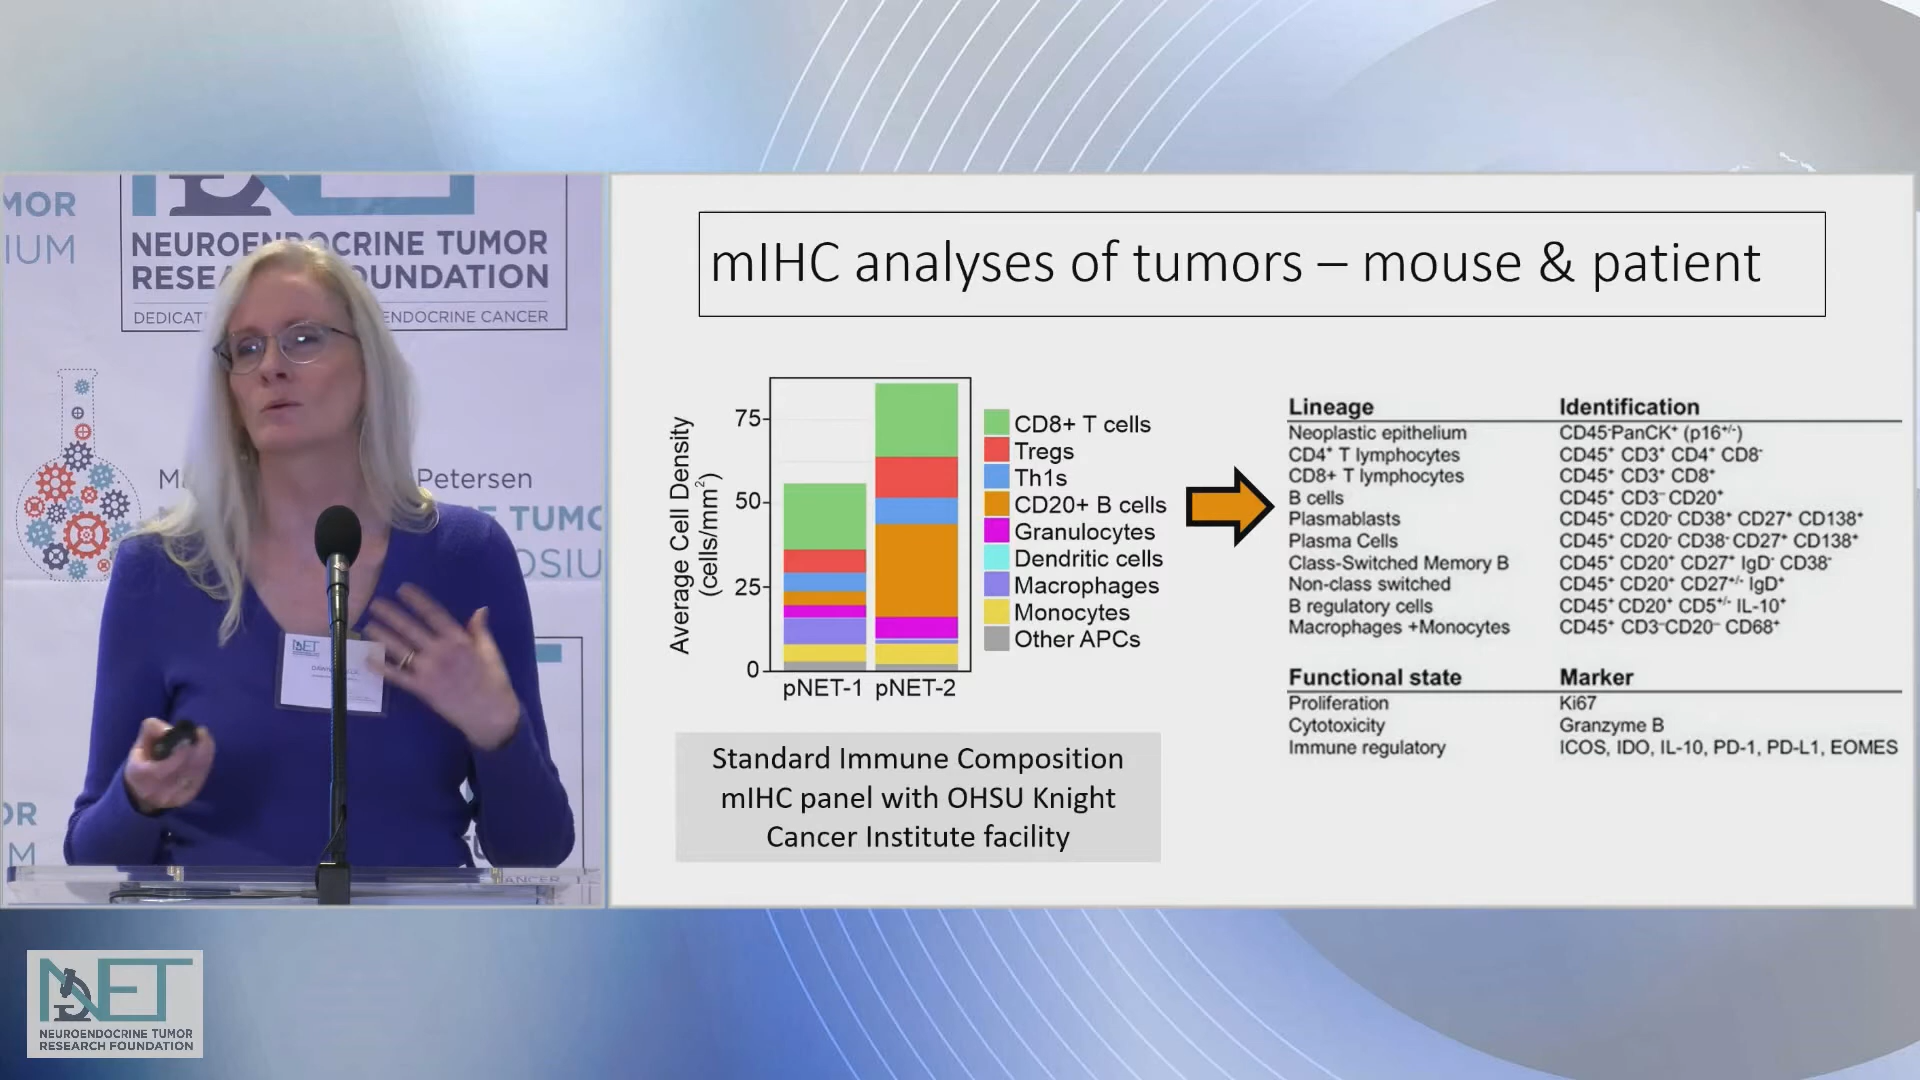 MOR
IUM
NEUROENDOCRINE TUMOR
RESEA FOUNDATION
DEDICAT ENDOCRINE CANCER
Petersen
E TUMO
OSIU
OR
M
NET
CANCER
NET
NEUROENDOCRINE TUMOR
RESEARCH FOUNDATION
mIHC analyses of tumors – mouse & patient
Average Cell Density
(cells/mm²)
75
50
25
0
pNET-1 pNET-2
CD8+ T cells
Tregs
Th1s
CD20+ B cells
Granulocytes
Dendritic cells
Macrophages
Monocytes
Other APCs
Standard Immune Composition
mIHC panel with OHSU Knight
Cancer Institute facility
Lineage Identification
Neoplastic epithelium CD45⁻PanCK⁺ (p16⁺/⁻)
CD4⁺ T lymphocytes CD45⁺ CD3⁺ CD4⁺ CD8⁻
CD8+ T lymphocytes CD45⁺ CD3⁺ CD8⁺
B cells CD45⁺ CD3⁻ CD20⁺
Plasmablasts CD45⁺ CD20⁻ CD38⁺ CD27⁺ CD138⁺
Plasma Cells CD45⁺ CD20⁻ CD38⁻ CD27⁺ CD138⁺
Class-Switched Memory B CD45⁺ CD20⁺ CD27⁺ IgD⁻ CD38⁻
Non-class switched CD45⁺ CD20⁺ CD27⁺/⁻ IgD⁺
B regulatory cells CD45⁺ CD20⁺ CD5⁺/⁻ IL-10⁺
Macrophages +Monocytes CD45⁺ CD3⁻CD20⁻ CD68⁺
Functional state Marker
Proliferation Ki67
Cytotoxicity Granzyme B
Immune regulatory ICOS, IDO, IL-10, PD-1, PD-L1, EOMES